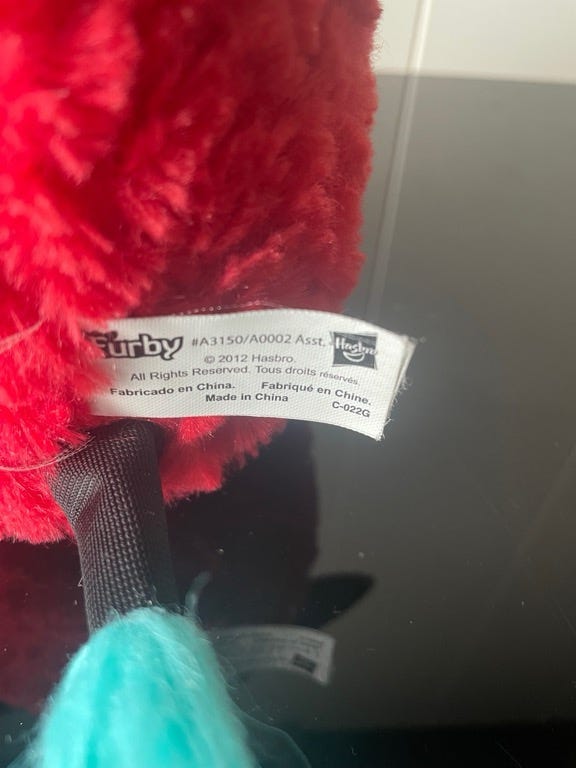 Furby #A3150/A0002 Asst. Hasbro
© 2012 Hasbro.
All Rights Reserved. Tous droits réservés.
Fabricado en China. Fabriqué en Chine.
Made in China C-022G